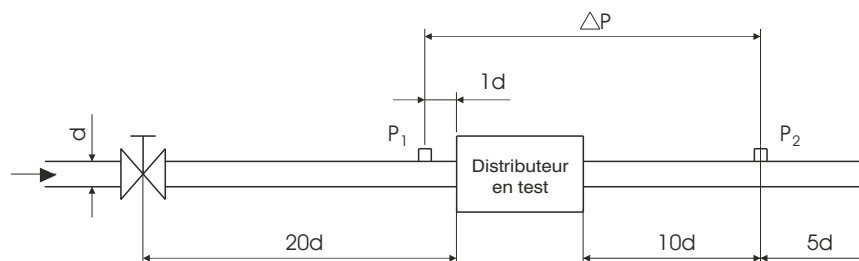 △P
1d
d
P₁
P₂
Distributeur
en test
20d
10d
5d